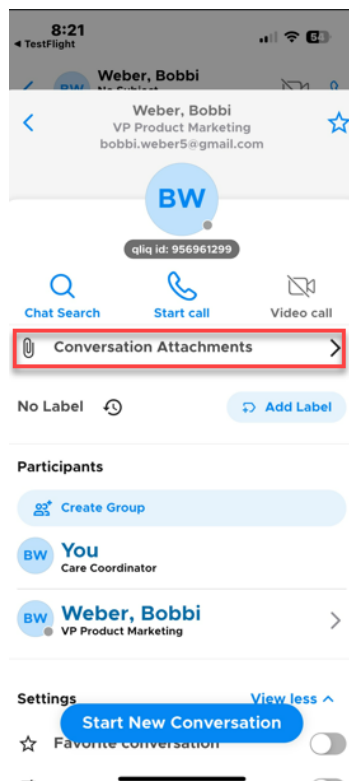 8:21
◀ TestFlight
Weber, Bobbi
Weber, Bobbi
VP Product Marketing
bobbi.weber5@gmail.com
BW
qliq id: 956961299
Chat Search
Start call
Video call
Conversation Attachments
No Label
Add Label
Participants
Create Group
BW
You
Care Coordinator
BW
Weber, Bobbi
VP Product Marketing
Settings
View less
Start New Conversation
Favorite conversation